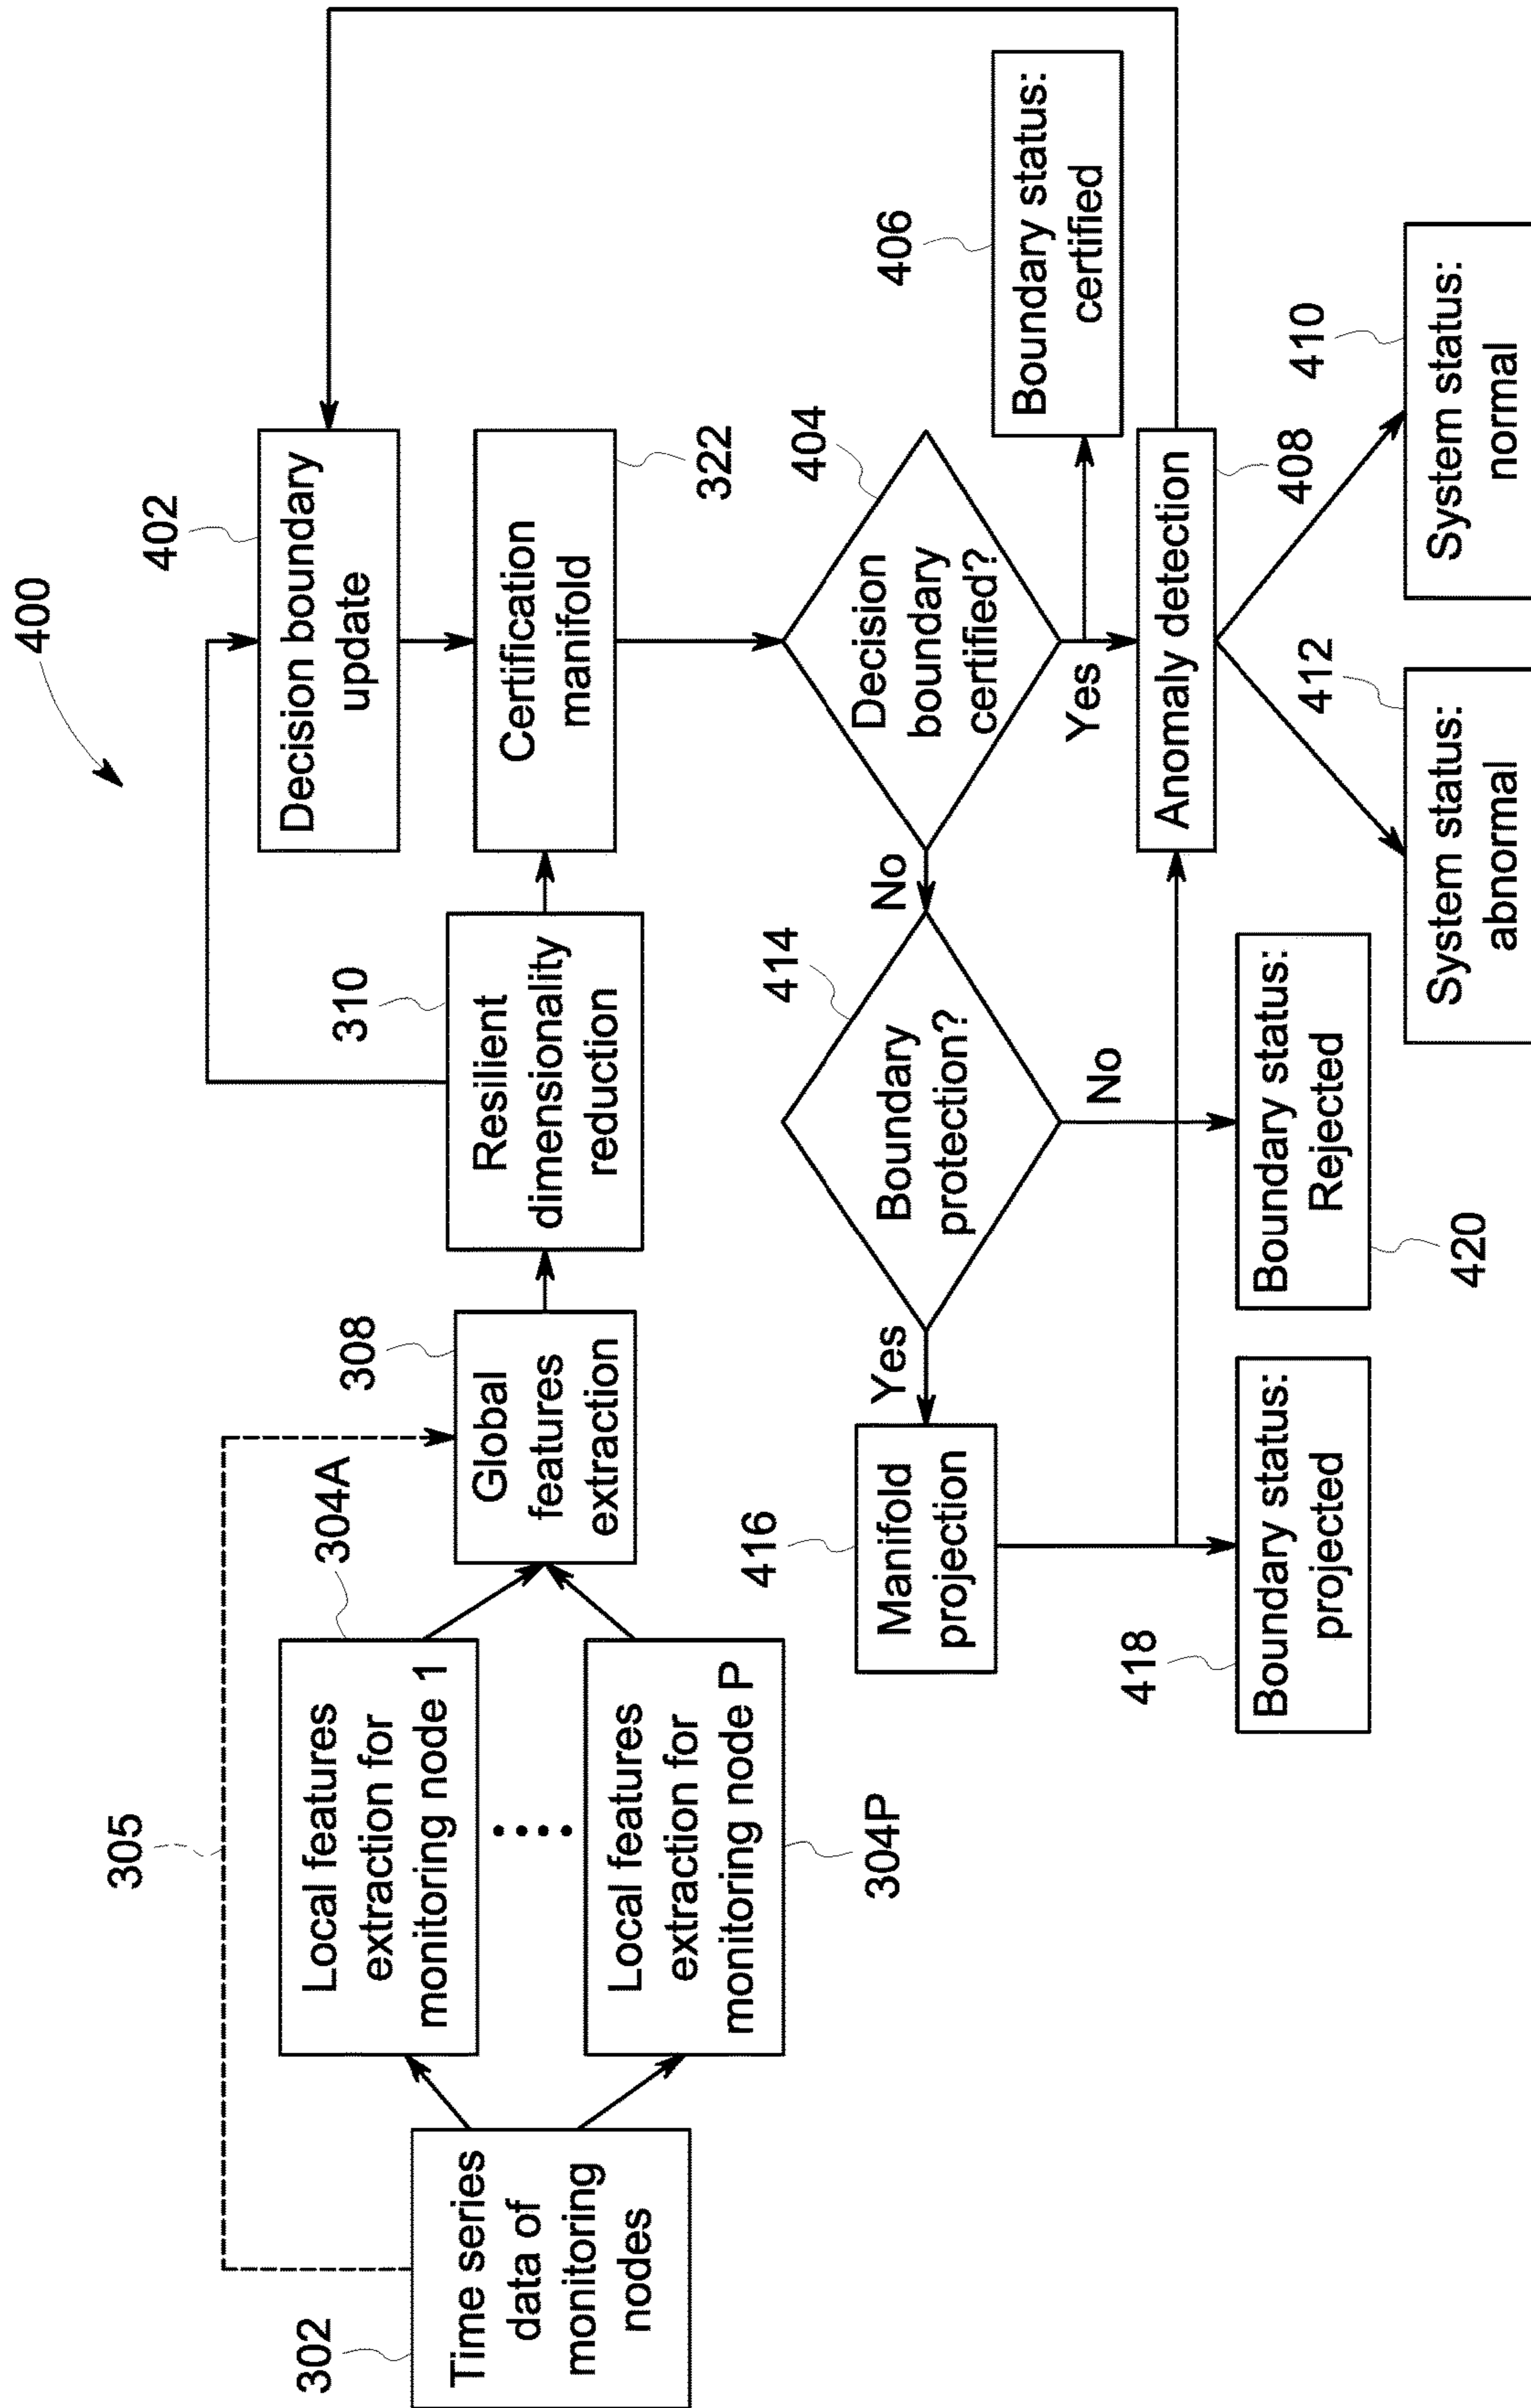 400
302
Time series
data of
monitoring
nodes
305
Local features
extraction for
monitoring node 1
304A
Local features
extraction for
monitoring node P
304P
308
Global
features
extraction
310
Resilient
dimensionality
reduction
402
Decision boundary
update
Certification
manifold
322
404
Decision
boundary
certified?
Yes
No
406
Boundary status:
certified
414
Boundary
protection?
Yes
No
416
Manifold
projection
Anomaly detection
408
418
Boundary status:
projected
Boundary status:
Rejected
420
412
System status:
abnormal
410
System status:
normal